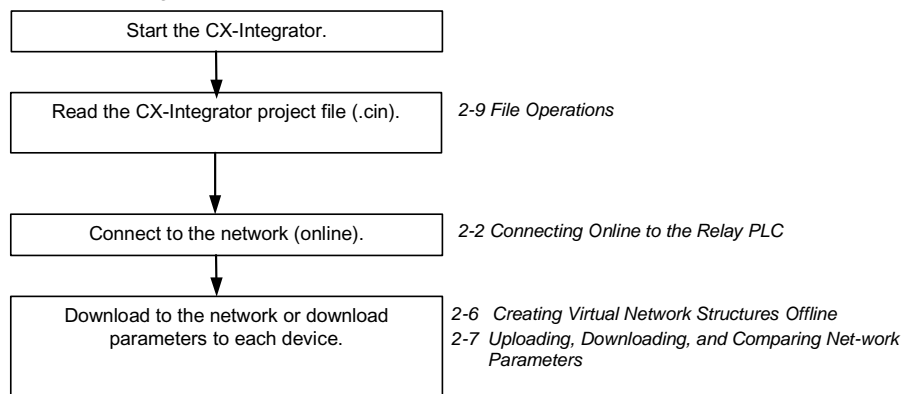 Start the CX-Integrator.
Read the CX-Integrator project file (.cin).
2-9 File Operations
Connect to the network (online).
2-2 Connecting Online to the Relay PLC
Download to the network or download
parameters to each device.
2-6 Creating Virtual Network Structures Offline
2-7 Uploading, Downloading, and Comparing Net-work
Parameters